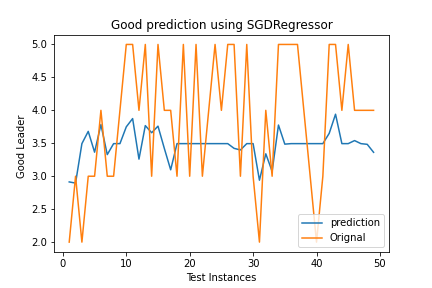 Good prediction using SGDRegressor
Good Leader
5.0
4.5
4.0
3.5
3.0
2.5
2.0
prediction
Orignal
0
10
20
30
40
50
Test Instances